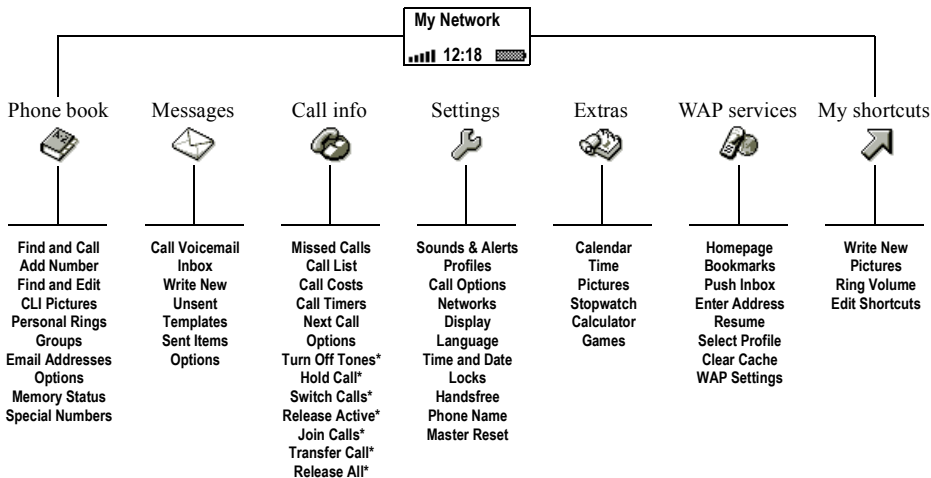 My Network
12:18
Phone book
Messages
Call info
Settings
Extras
WAP services
My shortcuts
Find and Call
Add Number
Find and Edit
CLI Pictures
Personal Rings
Groups
Email Addresses
Options
Memory Status
Special Numbers
Call Voicemail
Inbox
Write New
Unsent
Templates
Sent Items
Options
Missed Calls
Call List
Call Costs
Call Timers
Next Call
Options
Turn Off Tones*
Hold Call*
Switch Calls*
Release Active*
Join Calls*
Transfer Call*
Release All*
Sounds & Alerts
Profiles
Call Options
Networks
Display
Language
Time and Date
Locks
Handsfree
Phone Name
Master Reset
Calendar
Time
Pictures
Stopwatch
Calculator
Games
Homepage
Bookmarks
Push Inbox
Enter Address
Resume
Select Profile
Clear Cache
WAP Settings
Write New
Pictures
Ring Volume
Edit Shortcuts